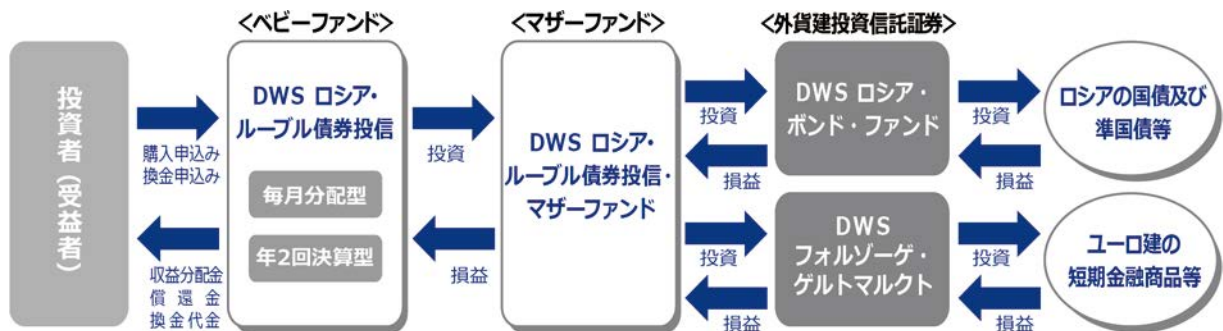 <ベビーファンド>
<マザーファンド>
<外貨建投資信託証券>
投資者(受益者)
購入申込み
換金申込み
収益分配金
償還金
換金代金
DWS ロシア・
ルーブル債券投信
毎月分配型
年2回決算型
投資
損益
DWS ロシア・
ルーブル債券投信・
マザーファンド
投資
損益
投資
損益
DWS ロシア・
ボンド・ファンド
DWS
フォルゾーゲ・
ゲルトマルクト
投資
損益
投資
損益
ロシアの国債及び
準国債等
ユーロ建の
短期金融商品等